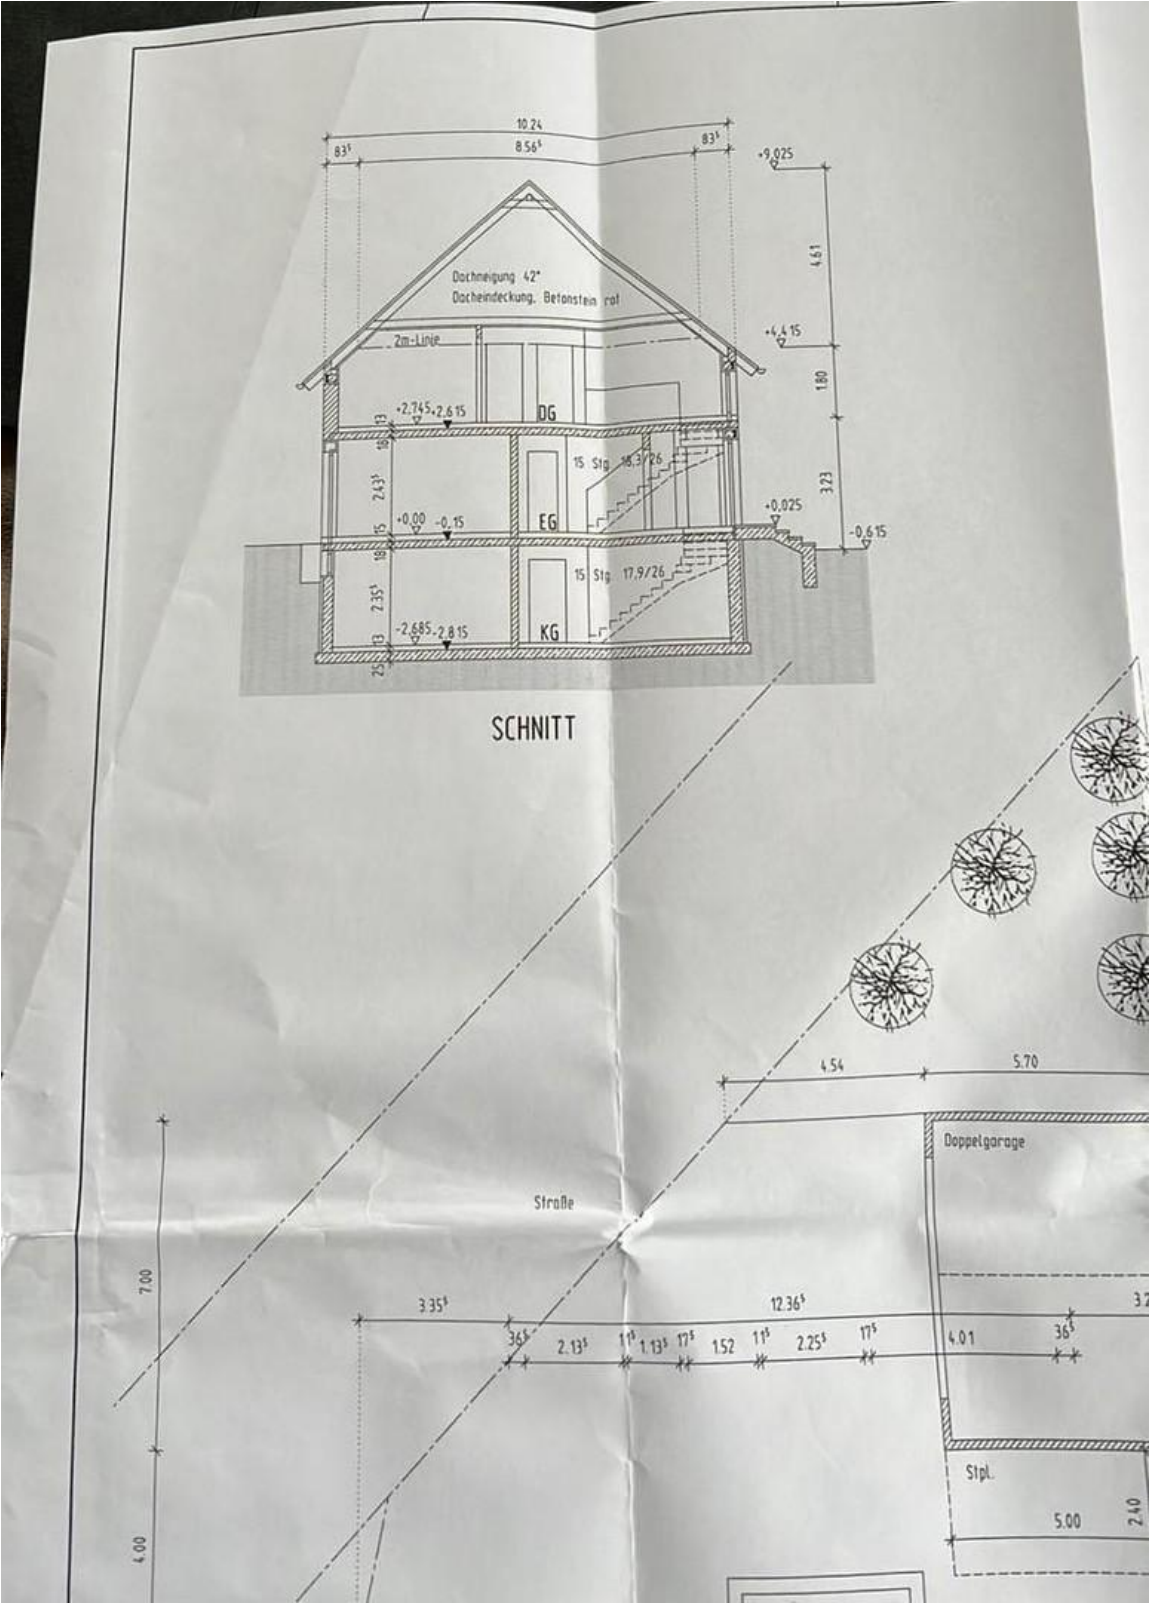 10.24
83⁵ 8.56⁵ 83⁵
+9,025
4.61
Dachneigung 42°
Dacheindeckung, Betonstein rot
+4,415
2m-Linie
1.80
+2,745 +2,615
13
DG
18
15 Stg. 18,3/26
2.43⁵
3.23
+0,025
+0,00 -0,15
EG
-0,615
15
18
15 Stg. 17,9/26
2.35⁵
-2,685 -2,815
KG
13
25
SCHNITT
4.54 5.70
Doppelgarage
Straße
7.00
3.35⁵ 12.36⁵ 3.2
36⁵ 2.13⁵ 11⁵ 1.13⁵ 17⁵ 1.52 11⁵ 2.25⁵ 17⁵ 4.01 36⁵
Stpl.
5.00
2.40
4.00